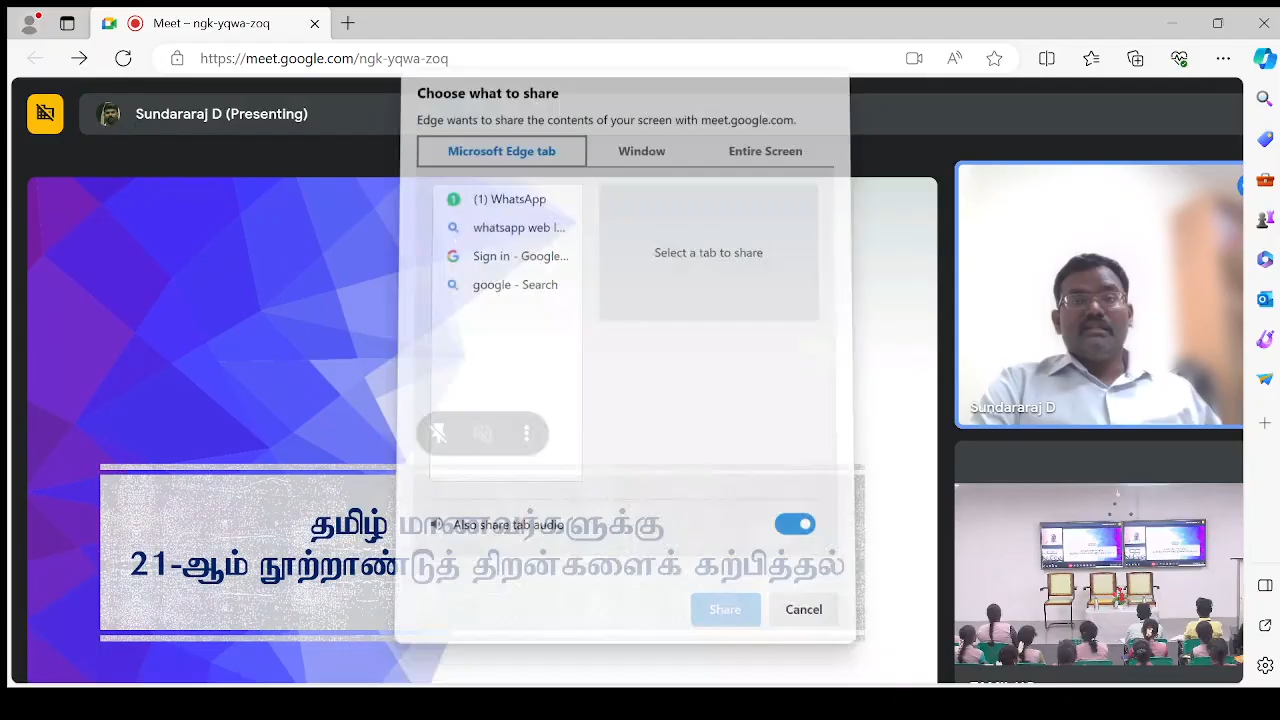 Meet – ngk-yqwa-zoq
https://meet.google.com/ngk-yqwa-zoq
Choose what to share
Sundararaj D (Presenting)
Edge wants to share the contents of your screen with meet.google.com.
Microsoft Edge tab
Window
Entire Screen
(1) WhatsApp
whatsapp web l...
Sign in - Google...
google - Search
Select a tab to share
Sundararaj D
Also share tab audio
தமிழ் மாணவர்களுக்கு
21-ஆம் நூற்றாண்டுத் திறன்களைக் கற்பித்தல்
Share
Cancel